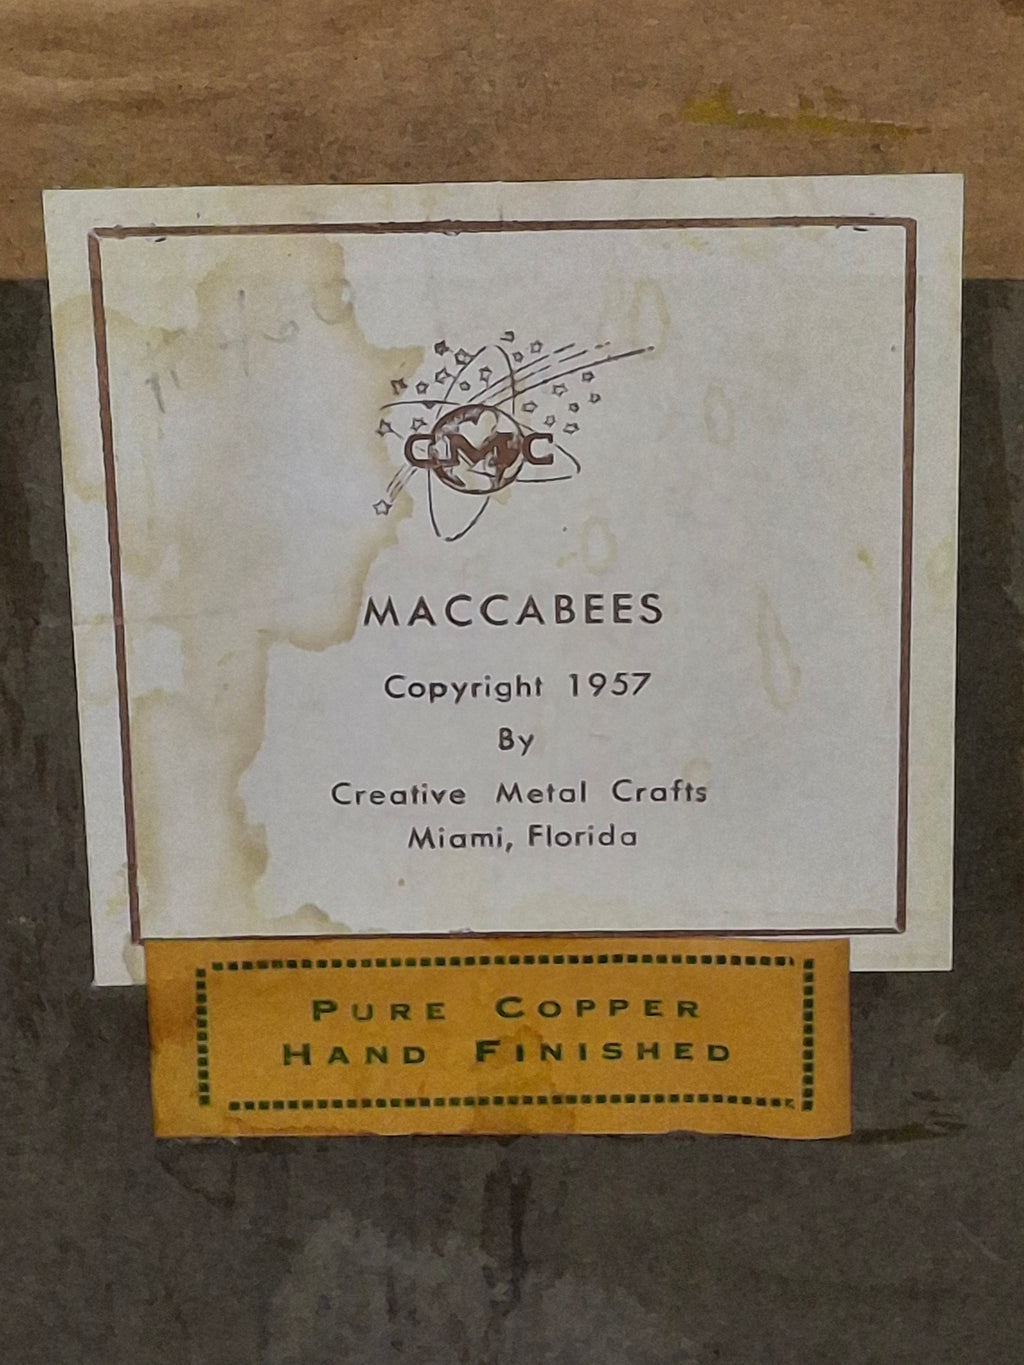 CMC
MACCABEES
Copyright 1957
By
Creative Metal Crafts
Miami, Florida
PURE COPPER
HAND FINISHED